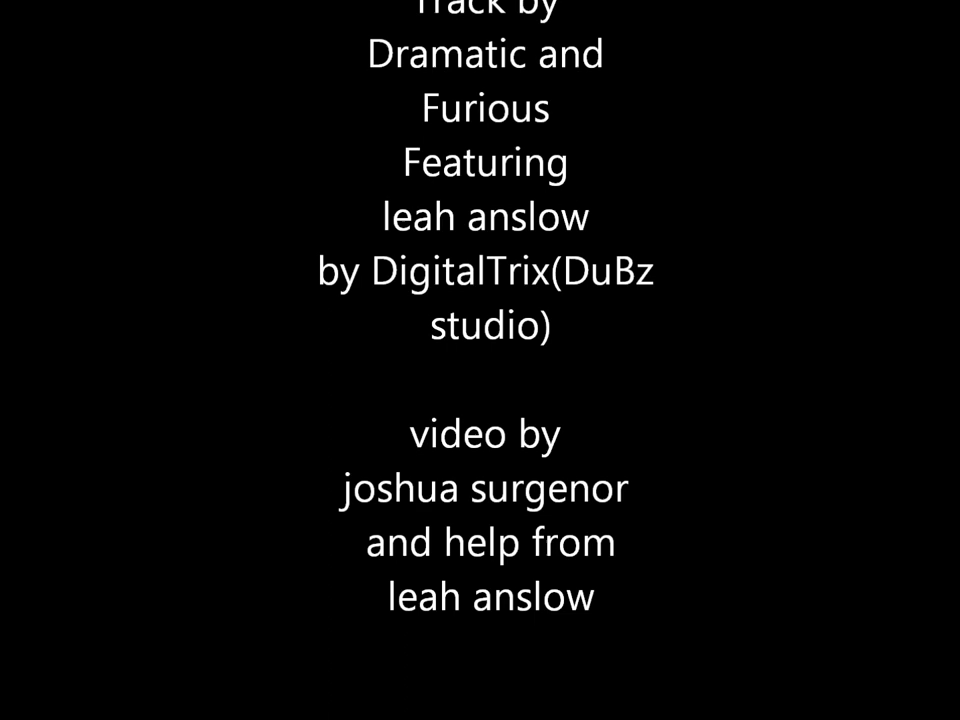 Track by
Dramatic and
Furious
Featuring
leah anslow
by DigitalTrix(DuBz
studio)
video by
joshua surgenor
and help from
leah anslow